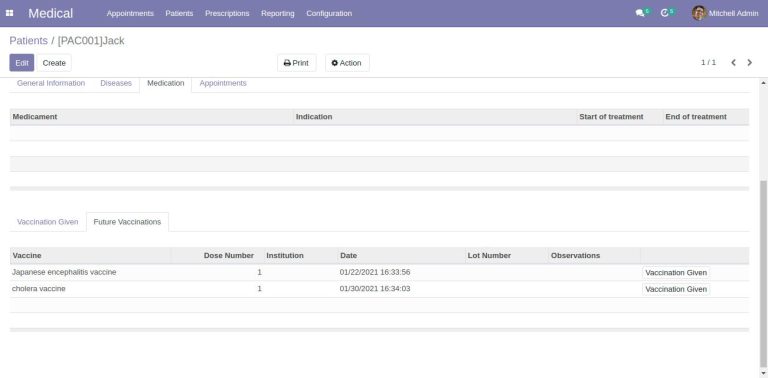 Medical Appointments Patients Prescriptions Reporting Configuration Mitchell Admin
Patients / [PAC001]Jack
Edit Create Print Action 1 / 1
General Information Diseases Medication Appointments
Medicament Indication Start of treatment End of treatment
Vaccination Given Future Vaccinations
Vaccine Dose Number Institution Date Lot Number Observations
Japanese encephalitis vaccine 1 01/22/2021 16:33:56 Vaccination Given
cholera vaccine 1 01/30/2021 16:34:03 Vaccination Given